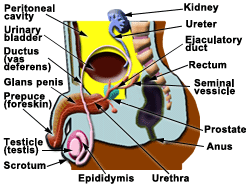 Peritoneal
cavity
Urinary
bladder
Ductus
(vas
deferens)
Glans penis
Prepuce
(foreskin)
Testicle
(testis)
Scrotum
Epididymis
Kidney
Ureter
Ejaculatory
duct
Rectum
Seminal
vessicle
Prostate
Anus
Urethra